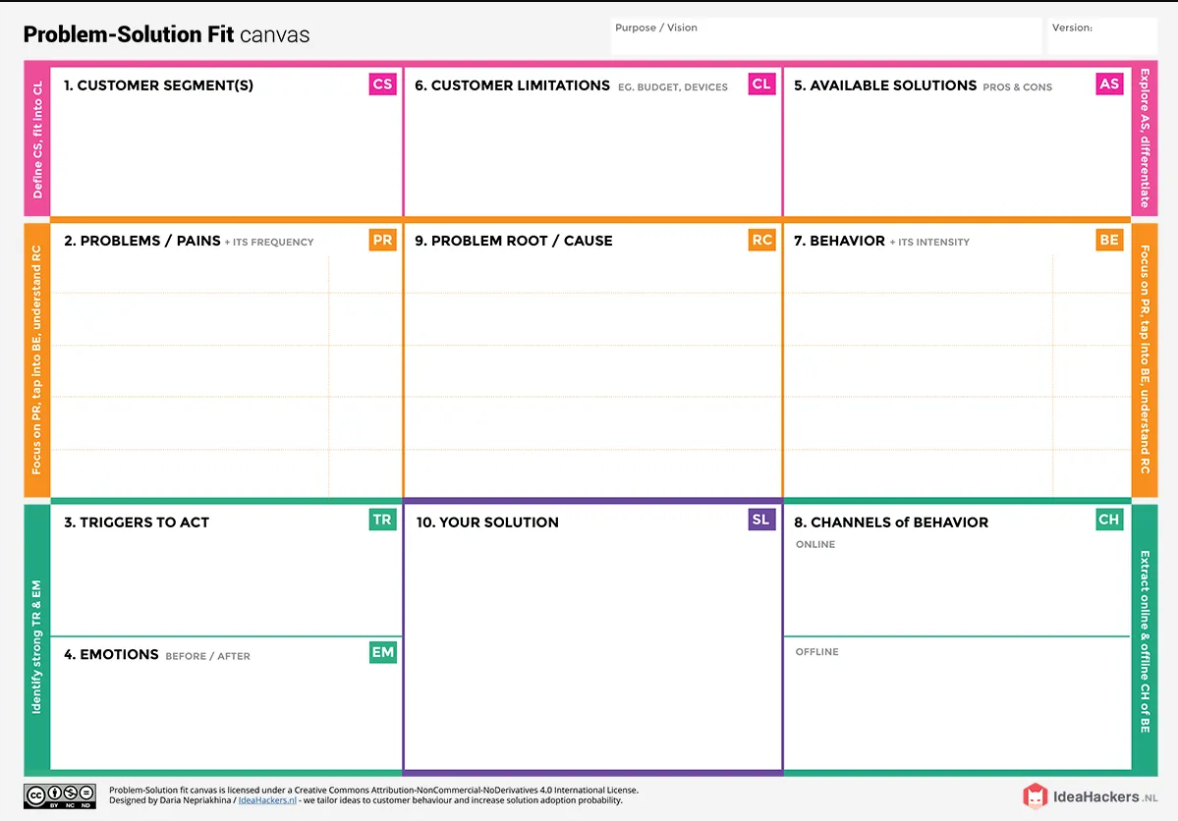 Problem-Solution Fit canvas
Purpose / Vision
Version:
Define CS, fit into CL
1. CUSTOMER SEGMENT(S) CS
6. CUSTOMER LIMITATIONS EG. BUDGET, DEVICES CL
5. AVAILABLE SOLUTIONS PROS & CONS AS
Explore AS, differentiate
Focus on PR, tap into BE, understand RC
2. PROBLEMS / PAINS + ITS FREQUENCY PR
9. PROBLEM ROOT / CAUSE RC
7. BEHAVIOR + ITS INTENSITY BE
Focus on PR, tap into BE, understand RC
Identify strong TR & EM
3. TRIGGERS TO ACT TR
10. YOUR SOLUTION SL
8. CHANNELS of BEHAVIOR CH
ONLINE
Extract online & offline CH of BE
4. EMOTIONS BEFORE / AFTER EM
OFFLINE
cc BY NC ND
Problem-Solution fit canvas is licensed under a Creative Commons Attribution-NonCommercial-NoDerivatives 4.0 International License.
Designed by Daria Nepriakhina / IdeaHackers.nl - we tailor ideas to customer behaviour and increase solution adoption probability.
IdeaHackers.NL